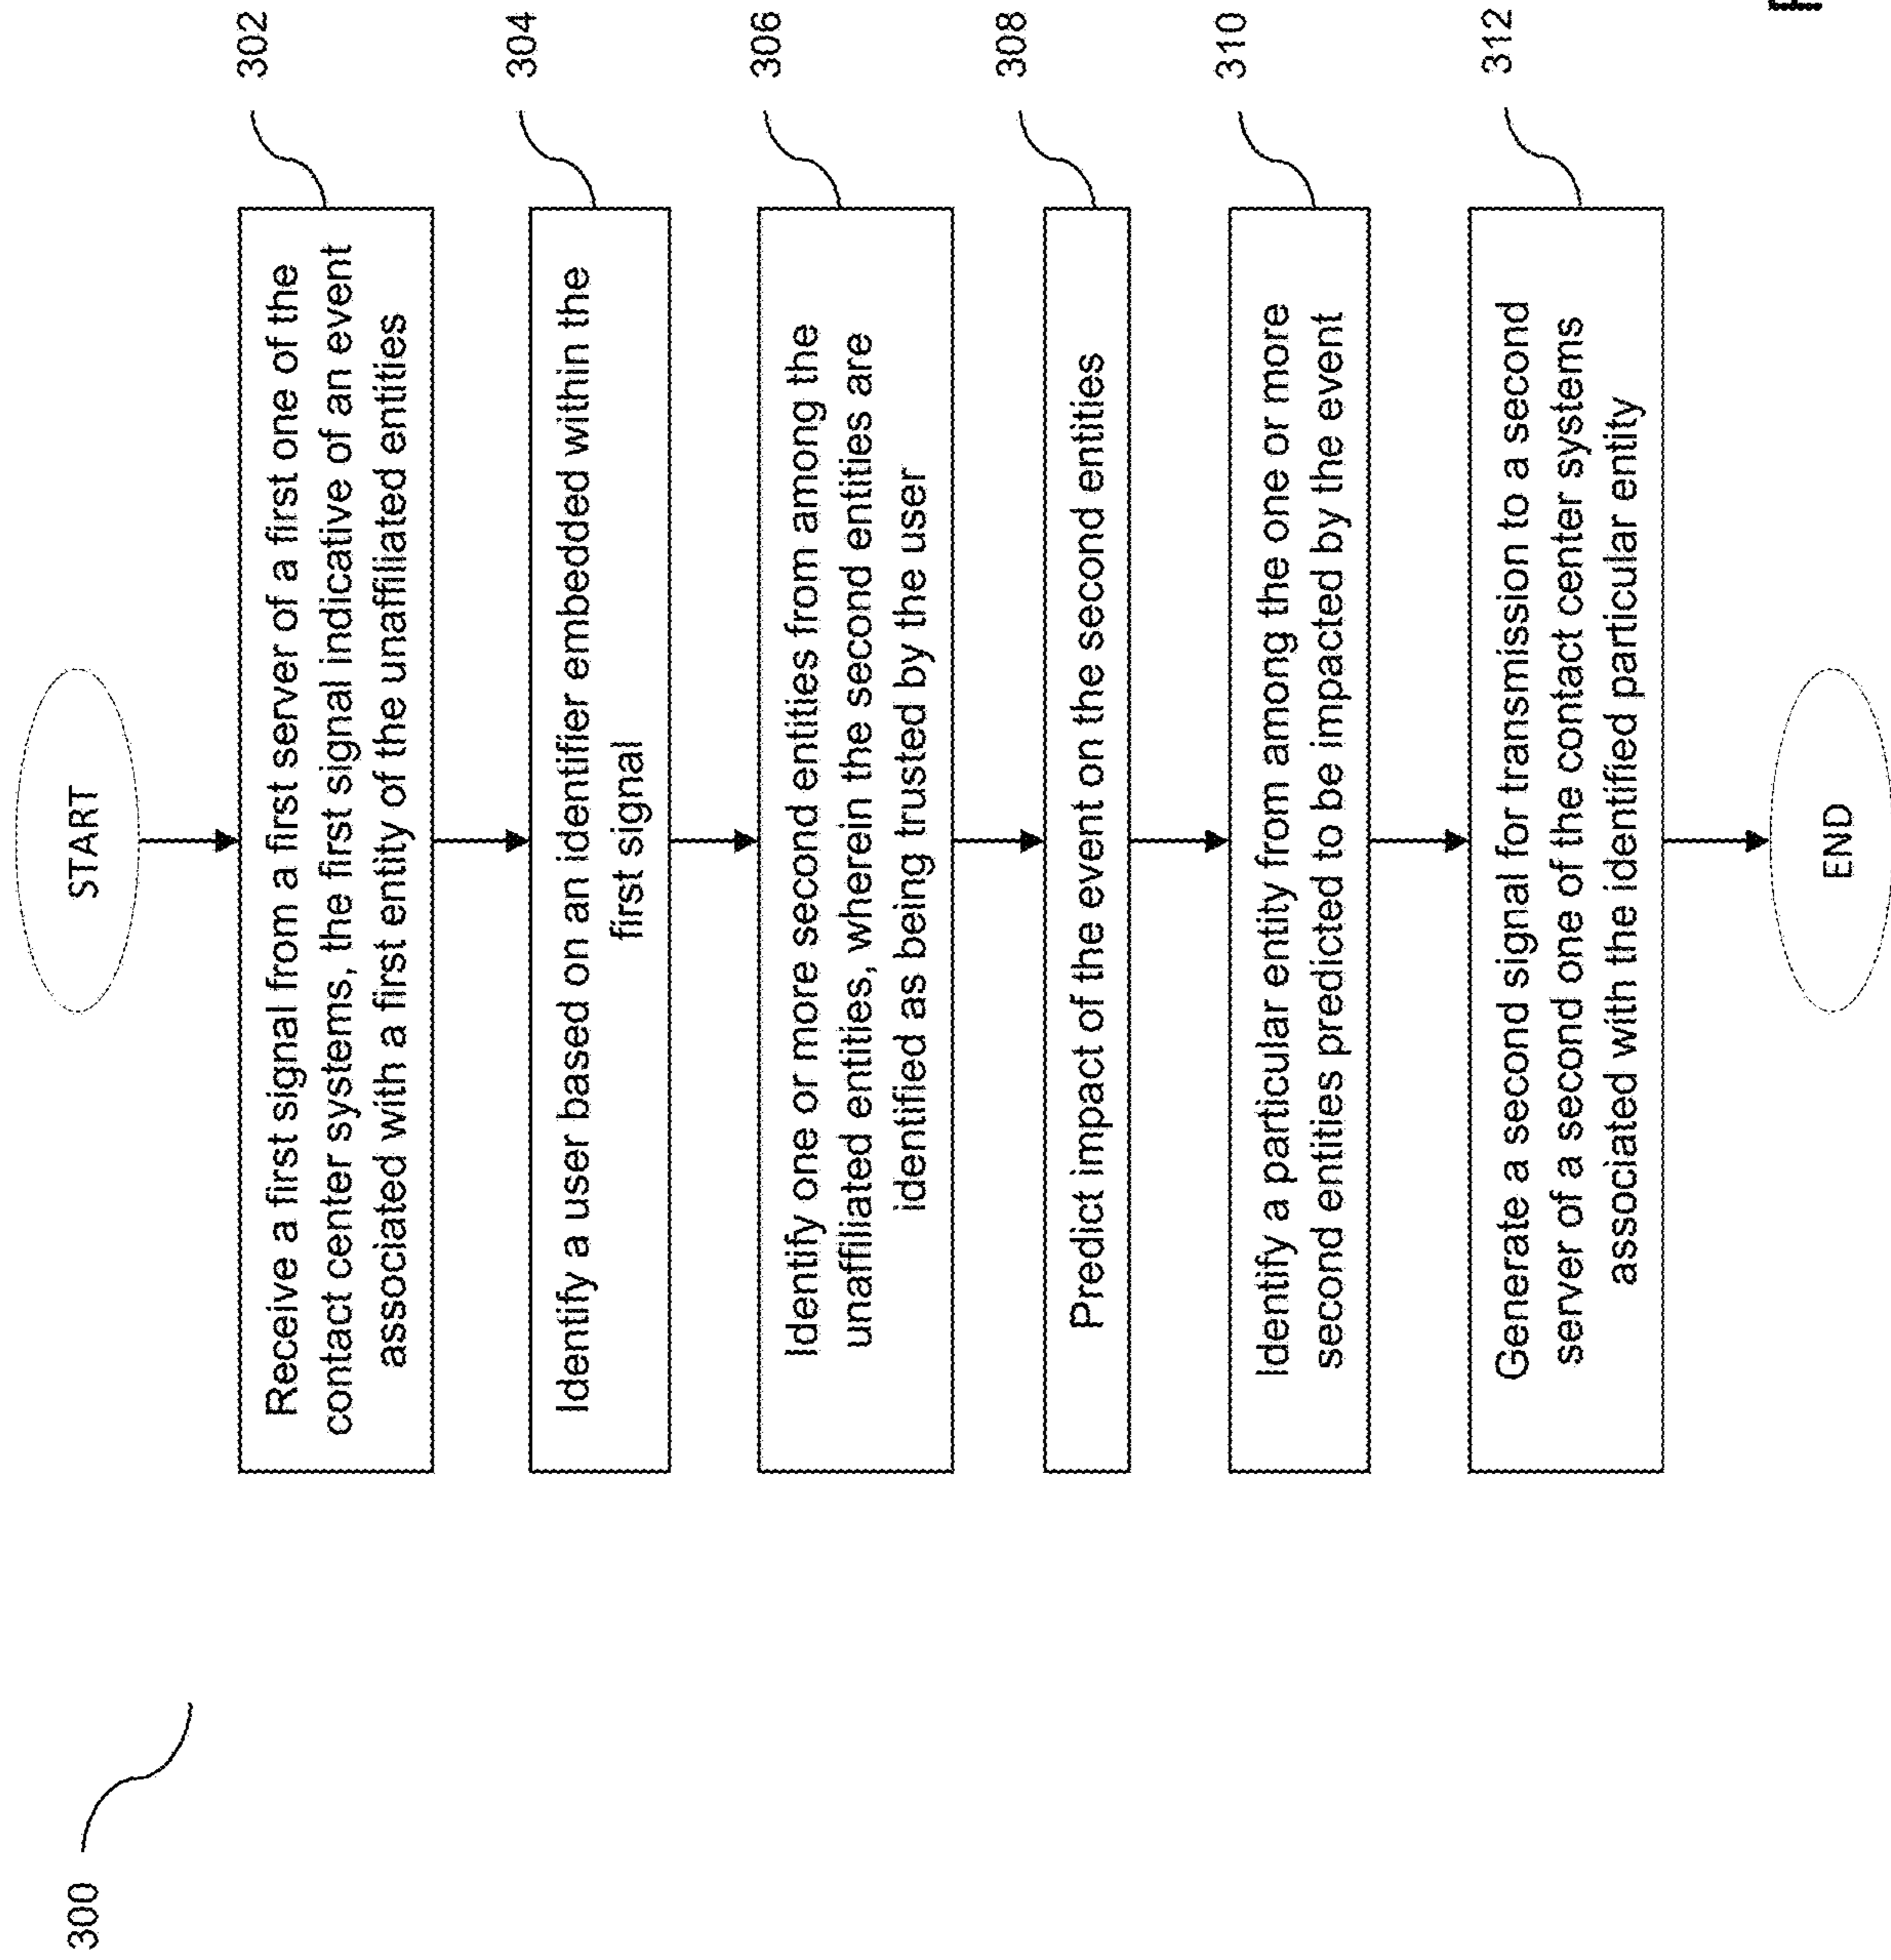 300
START
Receive a first signal from a first server of a first one of the
contact center systems, the first signal indicative of an event
associated with a first entity of the unaffiliated entities
302
Identify a user based on an identifier embedded within the
first signal
304
Identify one or more second entities from among the
unaffiliated entities, wherein the second entities are
identified as being trusted by the user
306
Predict impact of the event on the second entities
308
Identify a particular entity from among the one or more
second entities predicted to be impacted by the event
310
Generate a second signal for transmission to a second
server of a second one of the contact center systems
associated with the identified particular entity
312
END